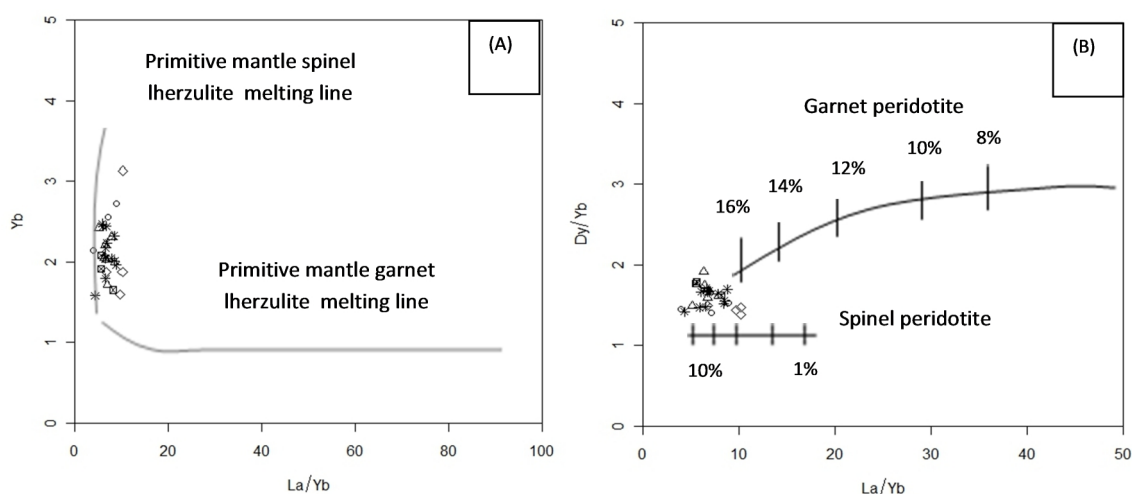 (A)
Primitive mantle spinel
lherzulite melting line
Primitive mantle garnet
lherzulite melting line
Yb
5
4
3
2
1
0
0 20 40 60 80 100
La/Yb
(B)
Garnet peridotite
8%
10%
12%
14%
16%
Spinel peridotite
10% 1%
Dy/Yb
5
4
3
2
1
0
0 10 20 30 40 50
La/Yb